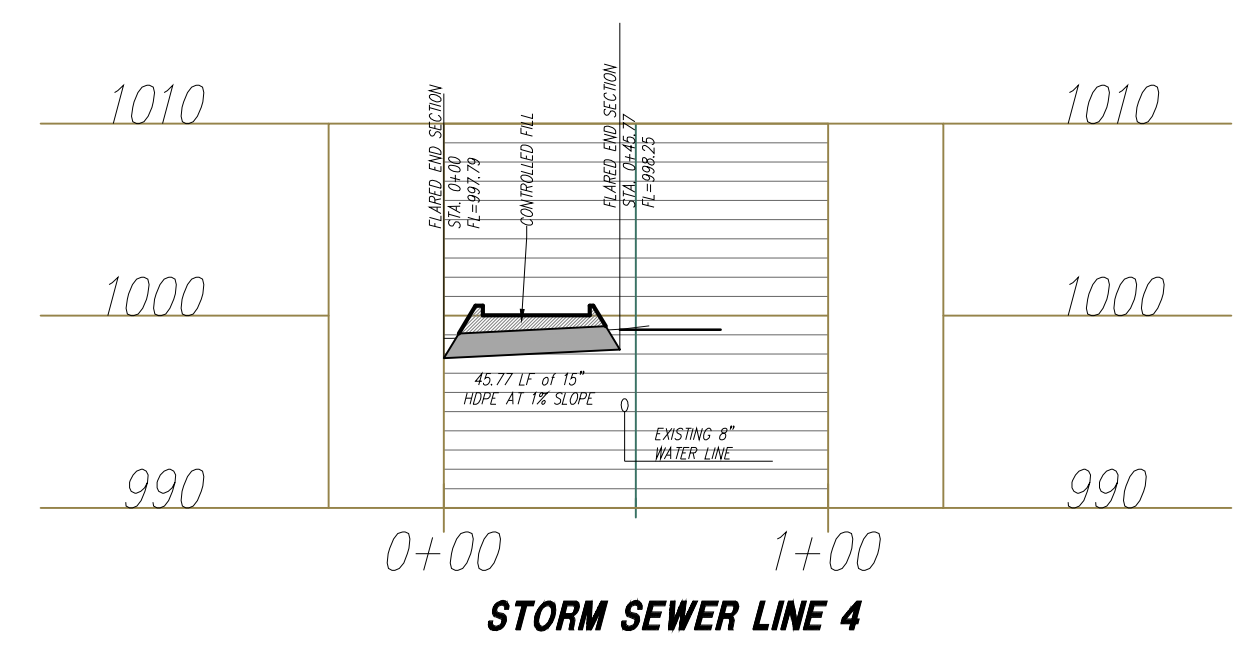 1010
1010
FLARED END SECTION
STA. 0+00
FL=997.79
CONTROLLED FILL
FLARED END SECTION
STA. 0+45.77
FL=998.25
1000
1000
45.77 LF of 15"
HDPE AT 1% SLOPE
EXISTING 8"
WATER LINE
990
990
0+00
1+00
STORM SEWER LINE 4